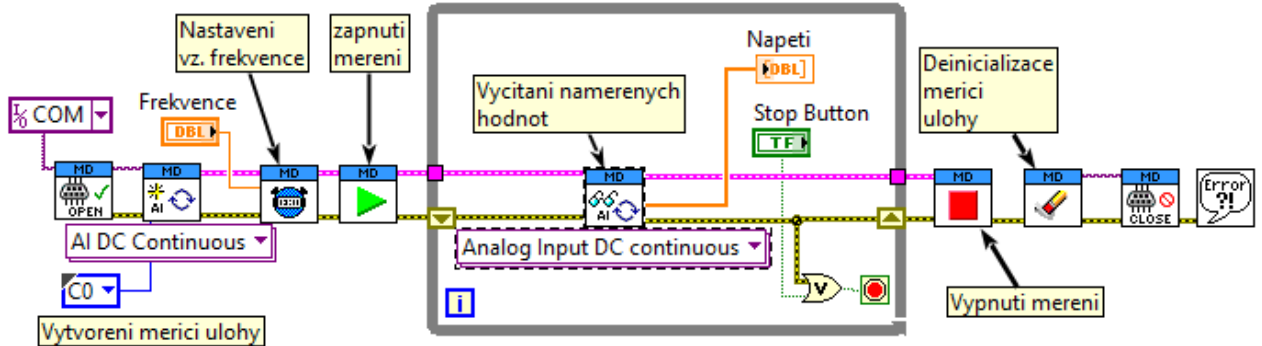 Nastaveni
vz. frekvence
zapnuti
mereni
Napeti
DBL
Deinicializace
merici
ulohy
Vycitani namerenych
hodnot
Stop Button
TF
I/O COM
Frekvence
DBL
MD
OPEN
MD
AI
MD
MD
MD
AI
MD
MD
MD
CLOSE
Error
?!
AI DC Continuous
Analog Input DC continuous
C0
i
V
Vypnuti mereni
Vytvoreni merici ulohy